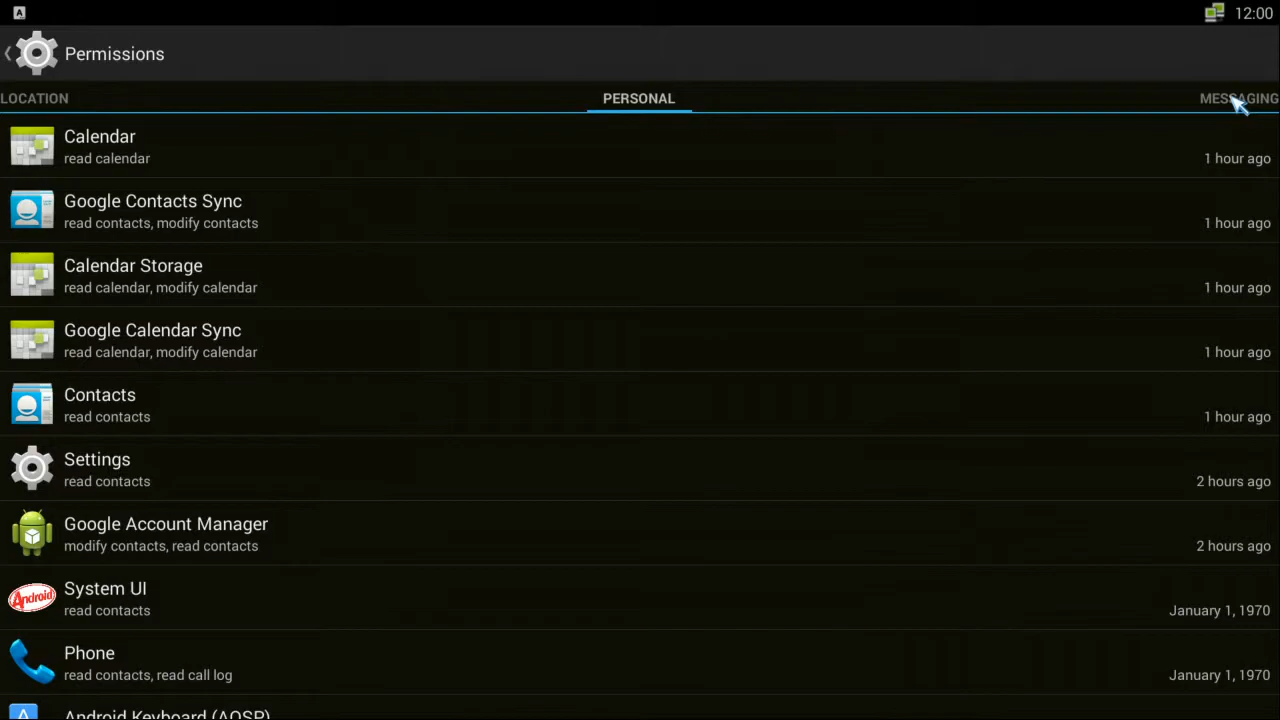 A
12:00
Permissions
LOCATION
PERSONAL
MESSAGING
Calendar
read calendar
1 hour ago
Google Contacts Sync
read contacts, modify contacts
1 hour ago
Calendar Storage
read calendar, modify calendar
1 hour ago
Google Calendar Sync
read calendar, modify calendar
1 hour ago
Contacts
read contacts
1 hour ago
Settings
read contacts
2 hours ago
Google Account Manager
modify contacts, read contacts
2 hours ago
System UI
Android
read contacts
January 1, 1970
Phone
read contacts, read call log
January 1, 1970
A
Android Keyboard (AOSP)